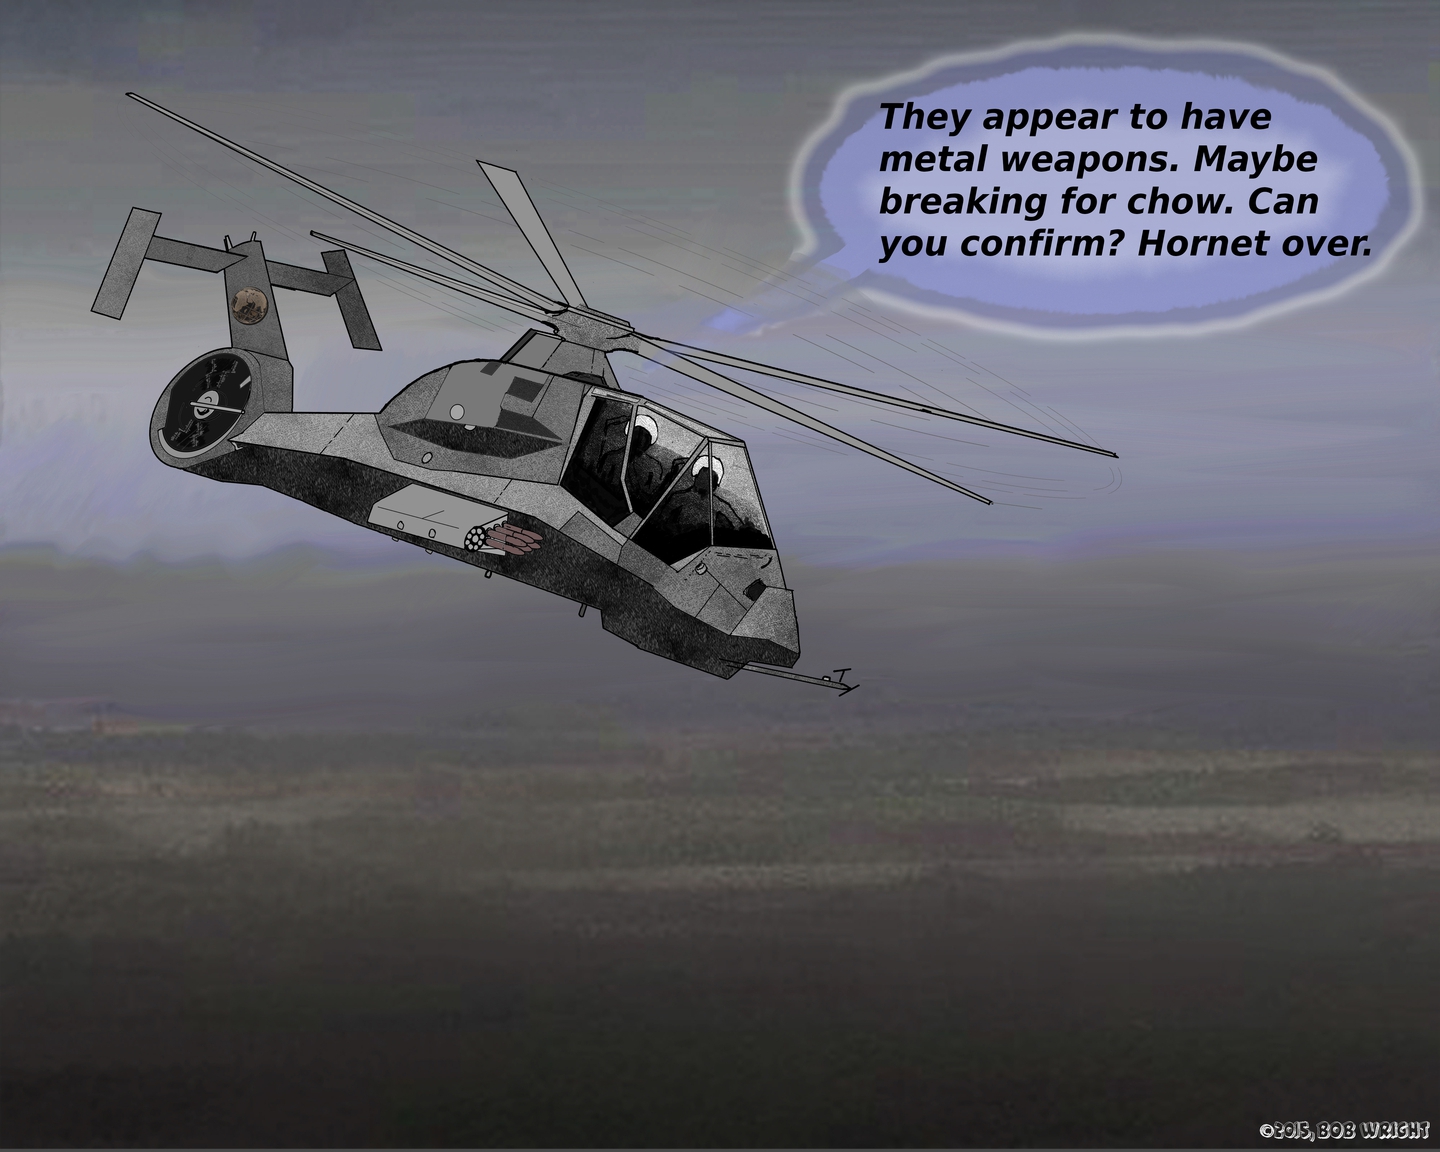 They appear to have
metal weapons. Maybe
breaking for chow. Can
you confirm? Hornet over.
©2015, BOB WRIGHT